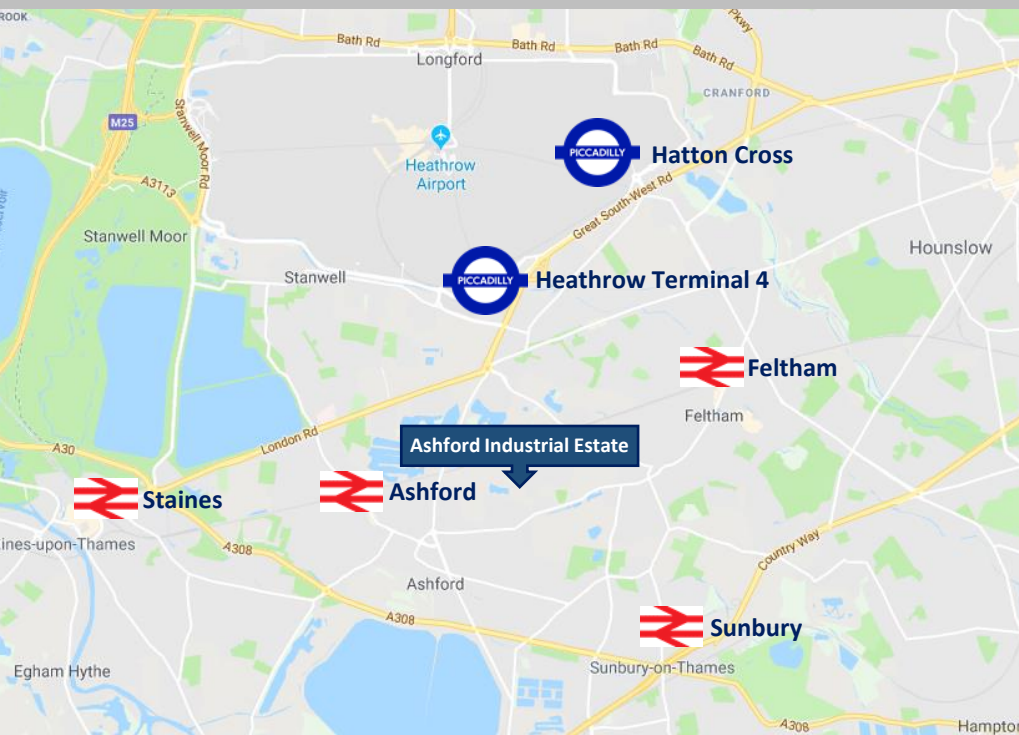 Bath Rd
Bath Rd
Bath Rd
Bath Rd
Pkwy
Longford
CRANFORD
M25
Stanwell Moor Rd
PICCADILLY
Hatton Cross
Heathrow
Airport
A3113
Great South-West Rd
Stanwell Moor
Hounslow
Stanwell
PICCADILLY
Heathrow Terminal 4
Feltham
Feltham
London Rd
Ashford Industrial Estate
A30
Staines
Ashford
ines-upon-Thames
A308
Country Way
Ashford
A308
Sunbury
Sunbury-on-Thames
Egham Hythe
A308
Hampton